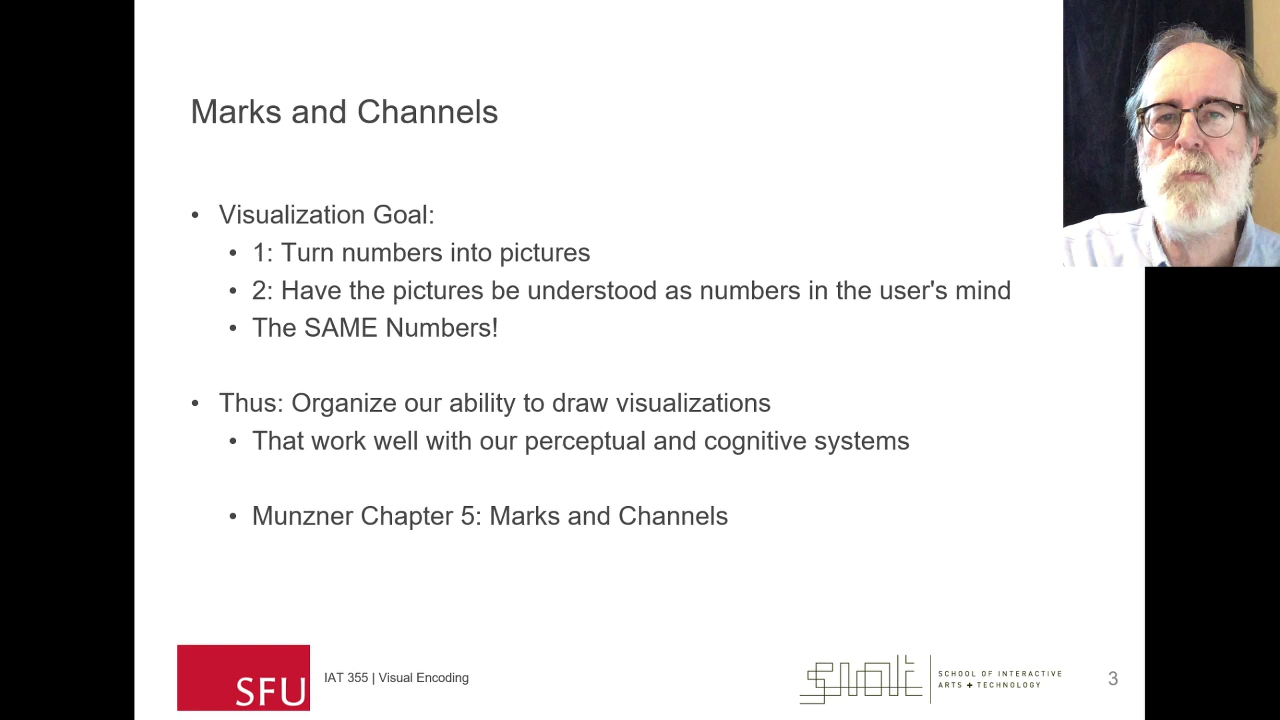 Marks and Channels
• Visualization Goal:
• 1: Turn numbers into pictures
• 2: Have the pictures be understood as numbers in the user's mind
• The SAME Numbers!
• Thus: Organize our ability to draw visualizations
• That work well with our perceptual and cognitive systems
• Munzner Chapter 5: Marks and Channels
SFU
IAT 355 | Visual Encoding
siat
SCHOOL OF INTERACTIVE
ARTS + TECHNOLOGY
3